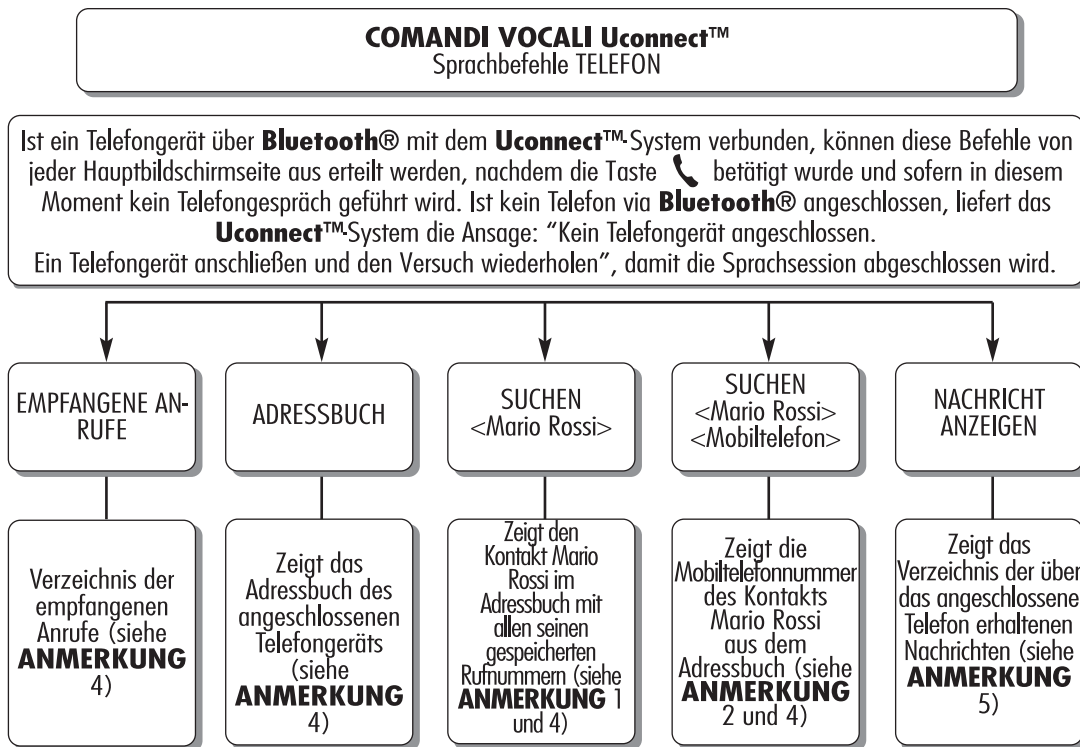 COMANDI VOCALI Uconnect™
Sprachbefehle TELEFON
Ist ein Telefongerät über Bluetooth® mit dem Uconnect™-System verbunden, können diese Befehle von
jeder Hauptbildschirmseite aus erteilt werden, nachdem die Taste betätigt wurde und sofern in diesem
Moment kein Telefongespräch geführt wird. Ist kein Telefon via Bluetooth® angeschlossen, liefert das
Uconnect™-System die Ansage: “Kein Telefongerät angeschlossen.
Ein Telefongerät anschließen und den Versuch wiederholen”, damit die Sprachsession abgeschlossen wird.
EMPFANGENE AN-
RUFE
ADRESSBUCH
SUCHEN
<Mario Rossi>
SUCHEN
<Mario Rossi>
<Mobiltelefon>
NACHRICHT
ANZEIGEN
Verzeichnis der
empfangenen
Anrufe (siehe
ANMERKUNG
4)
Zeigt das
Adressbuch des
angeschlossenen
Telefongeräts
(siehe
ANMERKUNG
4)
Zeigt den
Kontakt Mario
Rossi im
Adressbuch mit
allen seinen
gespeicherten
Rufnummern (siehe
ANMERKUNG 1
und 4)
Zeigt die
Mobiltelefonnummer
des Kontakts
Mario Rossi
aus dem
Adressbuch (siehe
ANMERKUNG
2 und 4)
Zeigt das
Verzeichnis der über
das angeschlossene
Telefon erhaltenen
Nachrichten (siehe
ANMERKUNG
5)